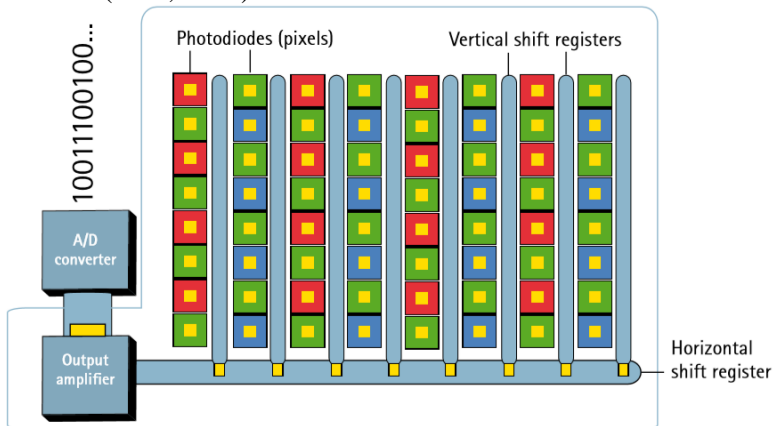 Photodiodes (pixels)
Vertical shift registers
10011100100...
A/D
converter
Output
amplifier
Horizontal
shift register